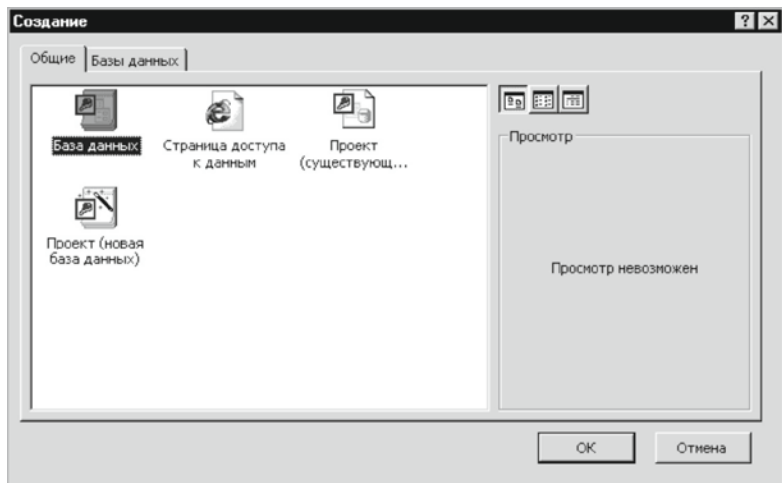 Создание
Общие
Базы данных
База данных
Страница доступа
к данным
Проект
(существующ...
Проект (новая
база данных)
Просмотр
Просмотр невозможен
ОК
Отмена